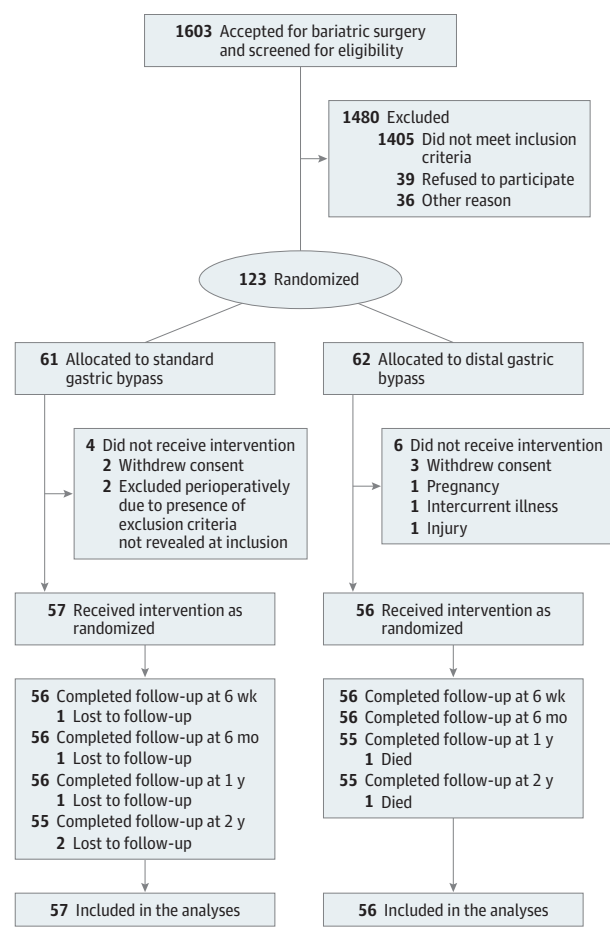 1603 Accepted for bariatric surgery
and screened for eligibility
1480 Excluded
1405 Did not meet inclusion
criteria
39 Refused to participate
36 Other reason
123 Randomized
61 Allocated to standard
gastric bypass
62 Allocated to distal gastric
bypass
4 Did not receive intervention
2 Withdrew consent
2 Excluded perioperatively
due to presence of
exclusion criteria
not revealed at inclusion
6 Did not receive intervention
3 Withdrew consent
1 Pregnancy
1 Intercurrent illness
1 Injury
57 Received intervention as
randomized
56 Received intervention as
randomized
56 Completed follow-up at 6 wk
1 Lost to follow-up
56 Completed follow-up at 6 mo
1 Lost to follow-up
56 Completed follow-up at 1 y
1 Lost to follow-up
55 Completed follow-up at 2 y
2 Lost to follow-up
56 Completed follow-up at 6 wk
56 Completed follow-up at 6 mo
55 Completed follow-up at 1 y
1 Died
55 Completed follow-up at 2 y
1 Died
57 Included in the analyses
56 Included in the analyses